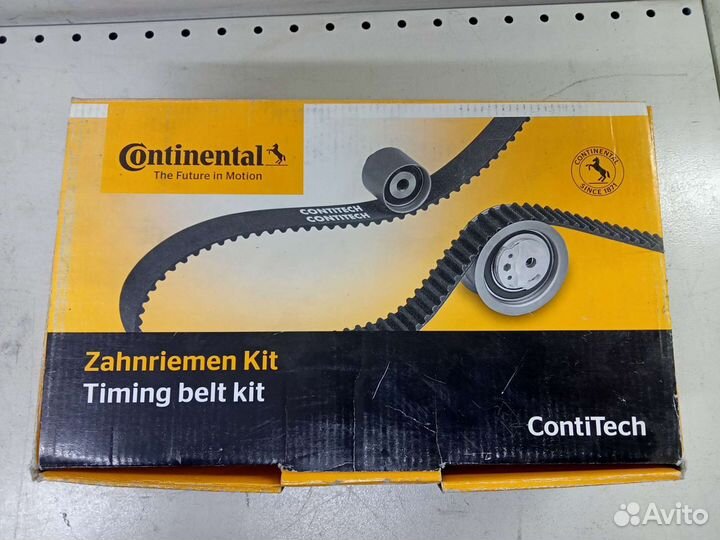 Continental
The Future in Motion
CONTINENTAL
SINCE 1871
CONTITECH
CONTITECH
Zahnriemen Kit
Timing belt kit
ContiTech
Avito